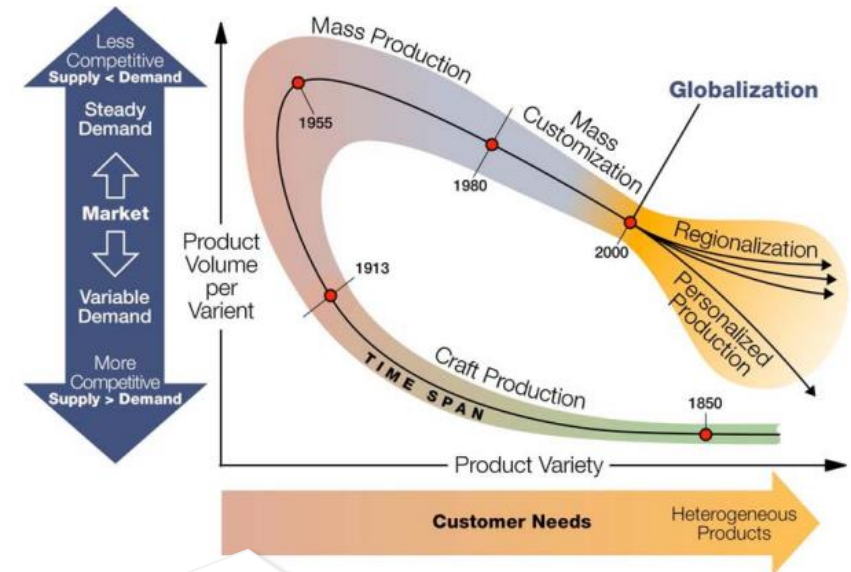 Less
Competitive
Supply < Demand
Steady
Demand
Market
Variable
Demand
More
Competitive
Supply > Demand
Product
Volume
per
Varient
Mass Production
1955
1980
Mass
Customization
Globalization
2000
Regionalization
Personalized
Production
1913
TIME SPAN
Craft Production
1850
Product Variety
Customer Needs
Heterogeneous
Products